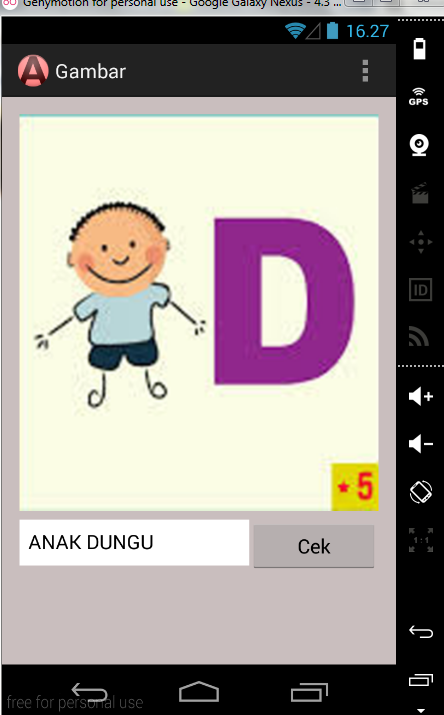 Genymotion for personal use - Google Galaxy Nexus - 4.3 ...
16.27
Gambar
GPS
D
ID
5
1:1
ANAK DUNGU
Cek
free for personal use